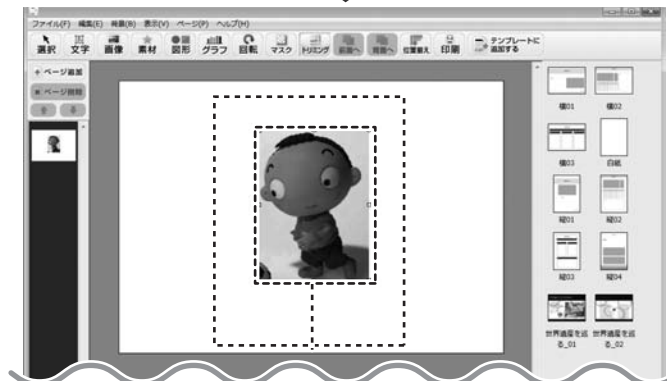 ファイル(F) 編集(E) 背景(B) 表示(V) ページ(P) ヘルプ(H)
選択 文字 画像 素材 図形 グラフ 回転 マスク トリミング 前面へ 背面へ 位置揃え 印刷 テンプレートに追加する
+ ページ追加
× ページ削除
横01 横02
横03 白紙
縦01 縦02
縦03 縦04
世界遺産を巡る_01 世界遺産を巡る_02